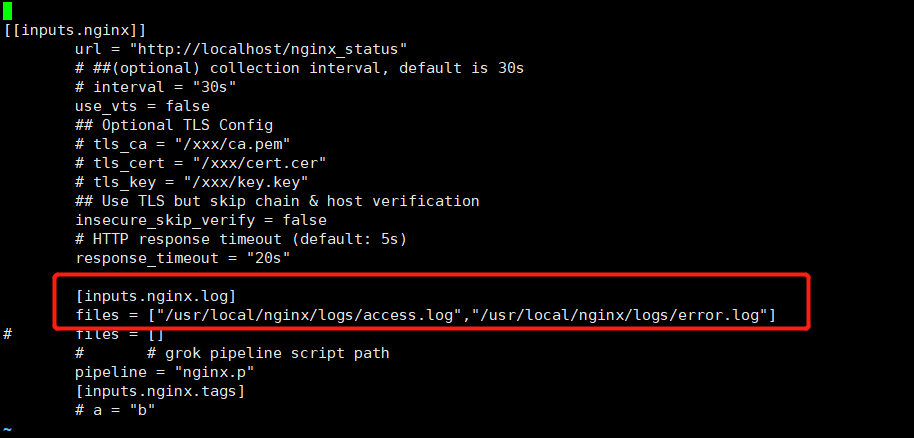 [[inputs.nginx]]
url = "http://localhost/nginx_status"
# ##(optional) collection interval, default is 30s
# interval = "30s"
use_vts = false
## Optional TLS Config
# tls_ca = "/xxx/ca.pem"
# tls_cert = "/xxx/cert.cer"
# tls_key = "/xxx/key.key"
## Use TLS but skip chain & host verification
insecure_skip_verify = false
# HTTP response timeout (default: 5s)
response_timeout = "20s"
[inputs.nginx.log]
files = ["/usr/local/nginx/logs/access.log","/usr/local/nginx/logs/error.log"]
#       files = []
#       # grok pipeline script path
pipeline = "nginx.p"
[inputs.nginx.tags]
# a = "b"
~